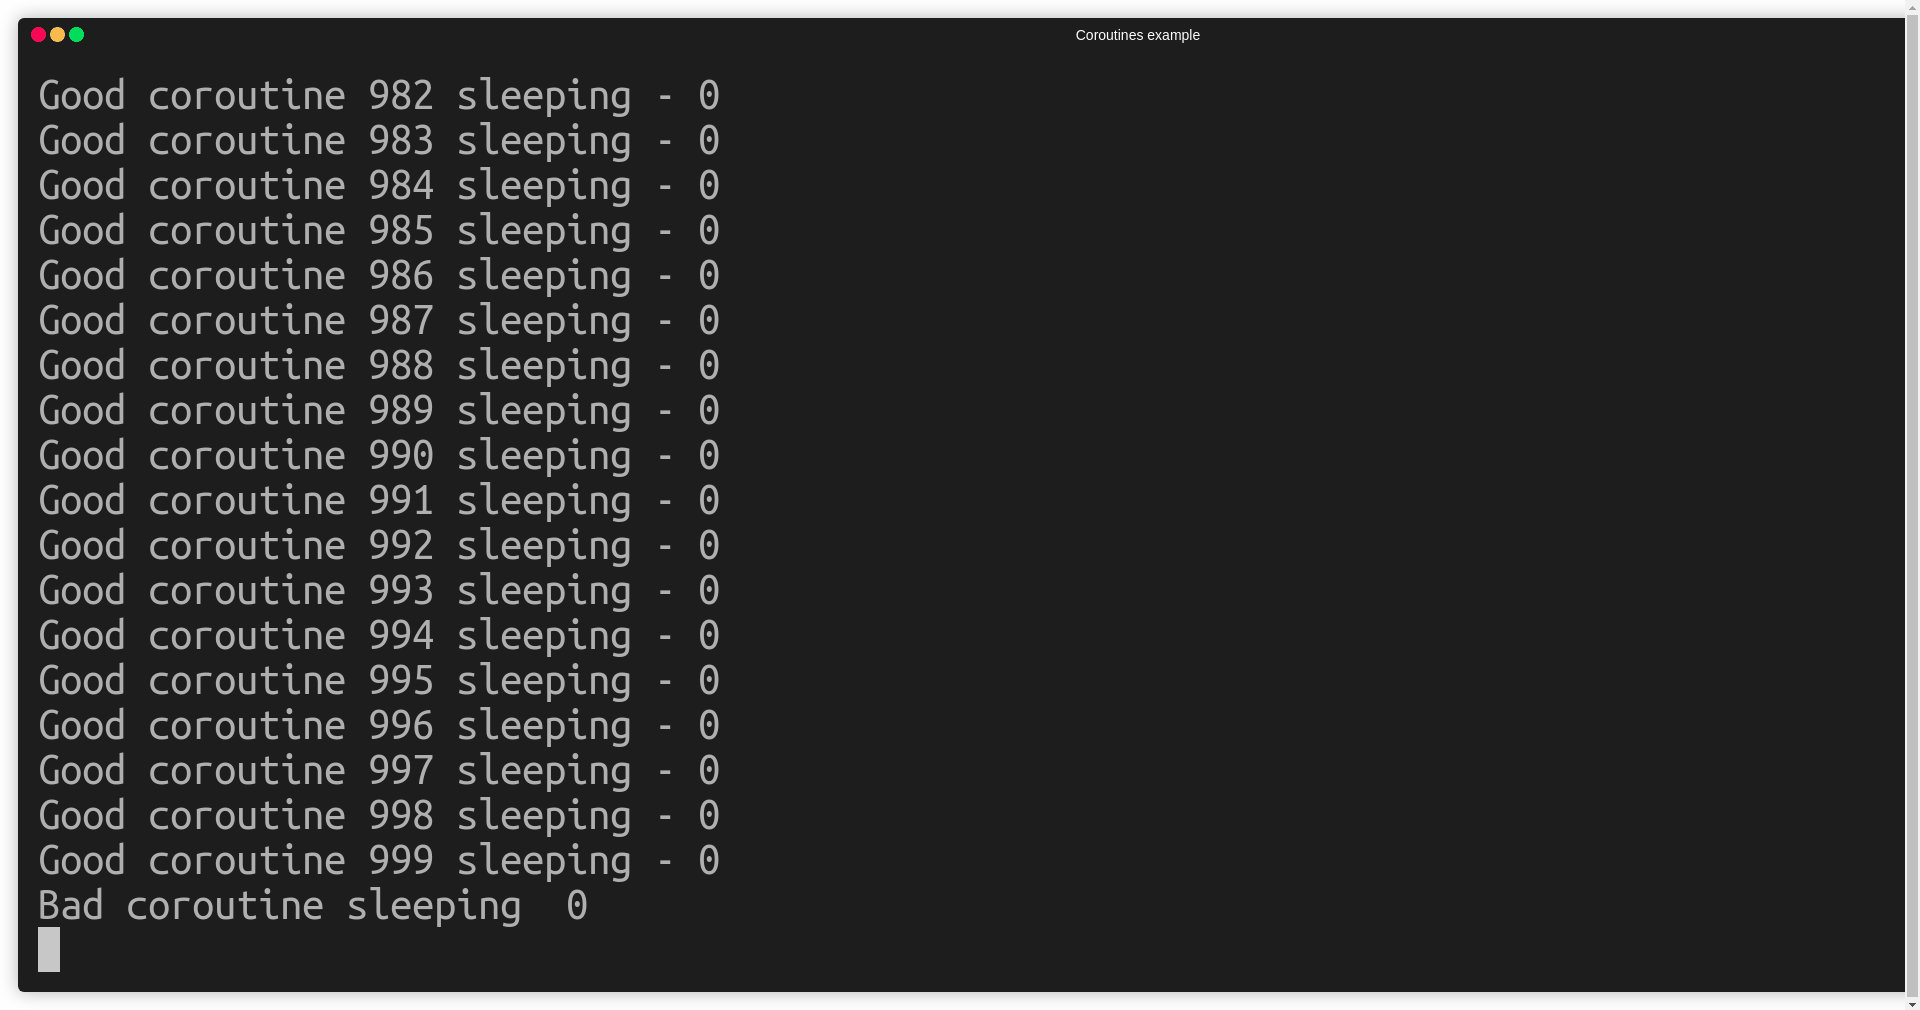 Coroutines example
Good coroutine 982 sleeping - 0
Good coroutine 983 sleeping - 0
Good coroutine 984 sleeping - 0
Good coroutine 985 sleeping - 0
Good coroutine 986 sleeping - 0
Good coroutine 987 sleeping - 0
Good coroutine 988 sleeping - 0
Good coroutine 989 sleeping - 0
Good coroutine 990 sleeping - 0
Good coroutine 991 sleeping - 0
Good coroutine 992 sleeping - 0
Good coroutine 993 sleeping - 0
Good coroutine 994 sleeping - 0
Good coroutine 995 sleeping - 0
Good coroutine 996 sleeping - 0
Good coroutine 997 sleeping - 0
Good coroutine 998 sleeping - 0
Good coroutine 999 sleeping - 0
Bad coroutine sleeping  0